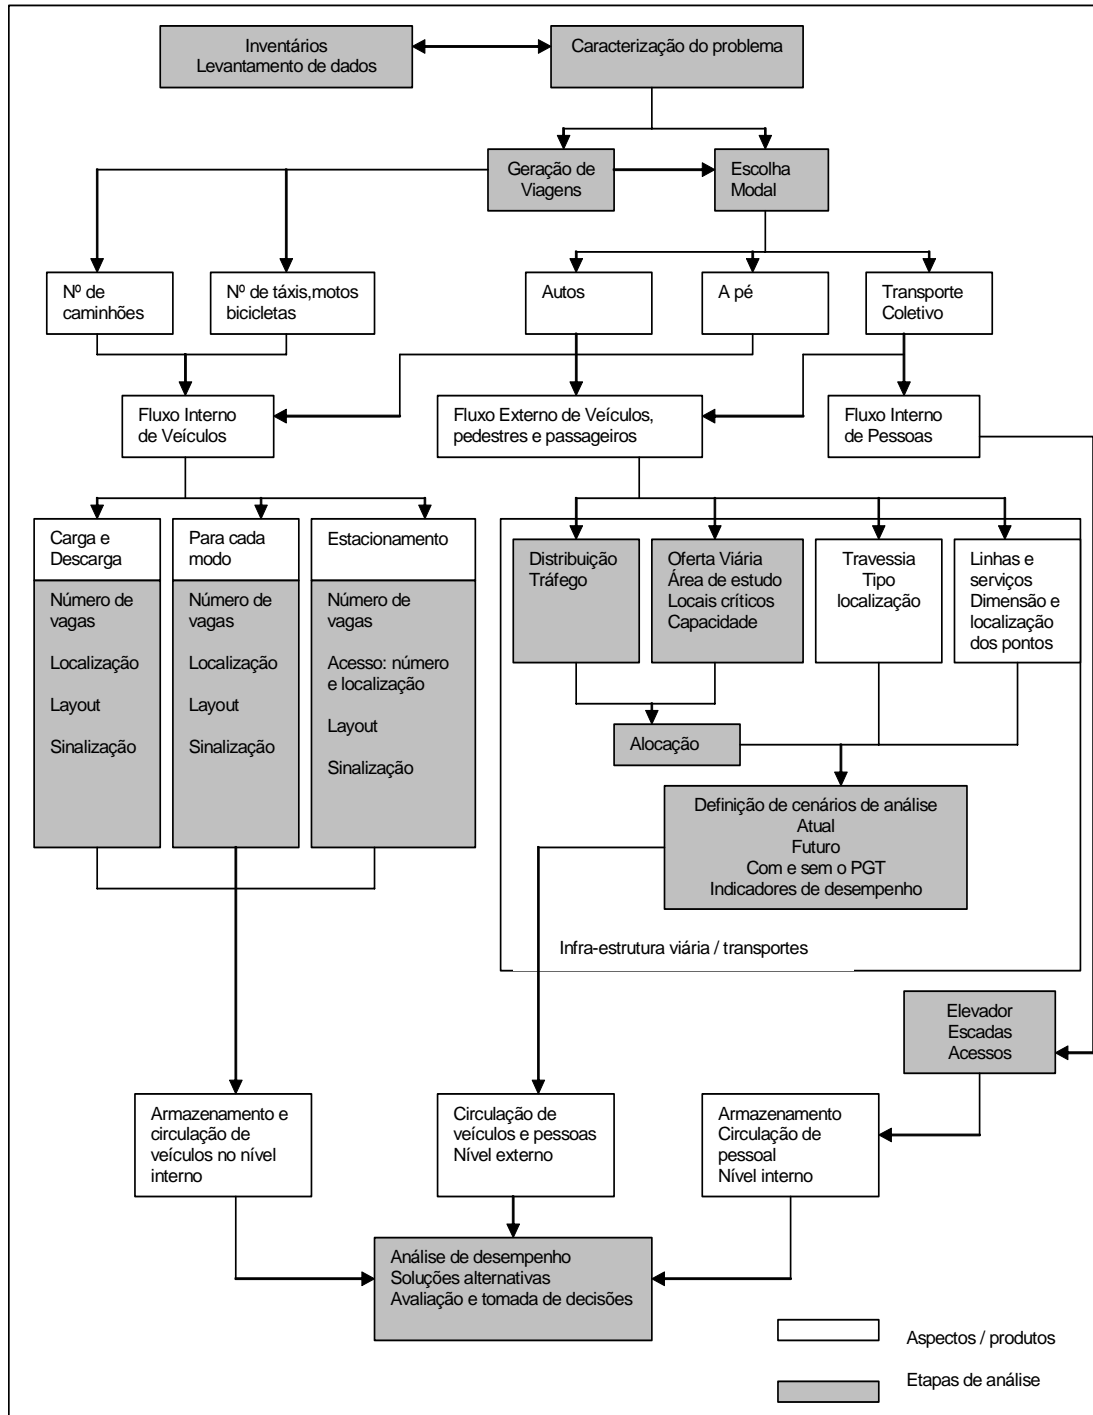 Inventários
Levantamento de dados
Caracterização do problema
Geração de
Viagens
Escolha
Modal
Nº de
caminhões
Nº de táxis,motos
bicicletas
Autos
A pé
Transporte
Coletivo
Fluxo Interno
de Veículos
Fluxo Externo de Veículos,
pedestres e passageiros
Fluxo Interno
de Pessoas
Carga e
Descarga
Número de
vagas
Localização
Layout
Sinalização
Para cada
modo
Número de
vagas
Localização
Layout
Sinalização
Estacionamento
Número de
vagas
Acesso: número
e localização
Layout
Sinalização
Distribuição
Tráfego
Oferta Viária
Área de estudo
Locais críticos
Capacidade
Travessia
Tipo
localização
Linhas e
serviços
Dimensão e
localização
dos pontos
Alocação
Definição de cenários de análise
Atual
Futuro
Com e sem o PGT
Indicadores de desempenho
Infra-estrutura viária / transportes
Elevador
Escadas
Acessos
Armazenamento e
circulação de
veículos no nível
interno
Circulação de
veículos e pessoas
Nível externo
Armazenamento
Circulação de
pessoal
Nível interno
Análise de desempenho
Soluções alternativas
Avaliação e tomada de decisões
Aspectos / produtos
Etapas de análise